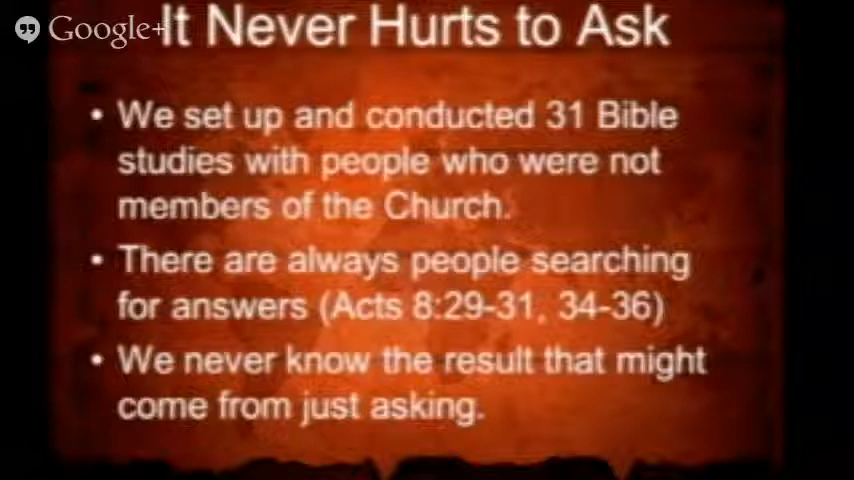 Google+
It Never Hurts to Ask
• We set up and conducted 31 Bible
studies with people who were not
members of the Church.
• There are always people searching
for answers (Acts 8:29-31, 34-36)
• We never know the result that might
come from just asking.